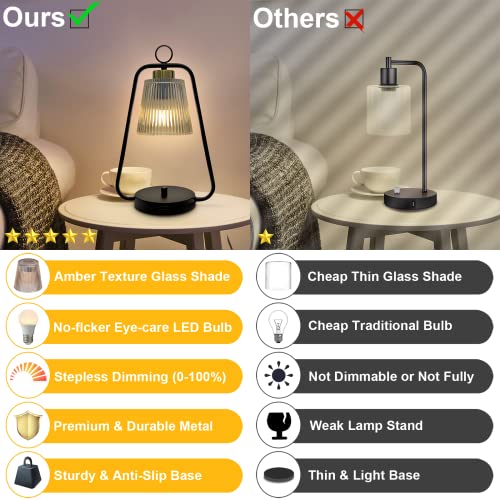 Ours
Others
Amber Texture Glass Shade
Cheap Thin Glass Shade
No-ficker Eye-care LED Bulb
Cheap Traditional Bulb
Stepless Dimming (0-100%)
Not Dimmable or Not Fully
Premium & Durable Metal
Weak Lamp Stand
Sturdy & Anti-Slip Base
Thin & Light Base